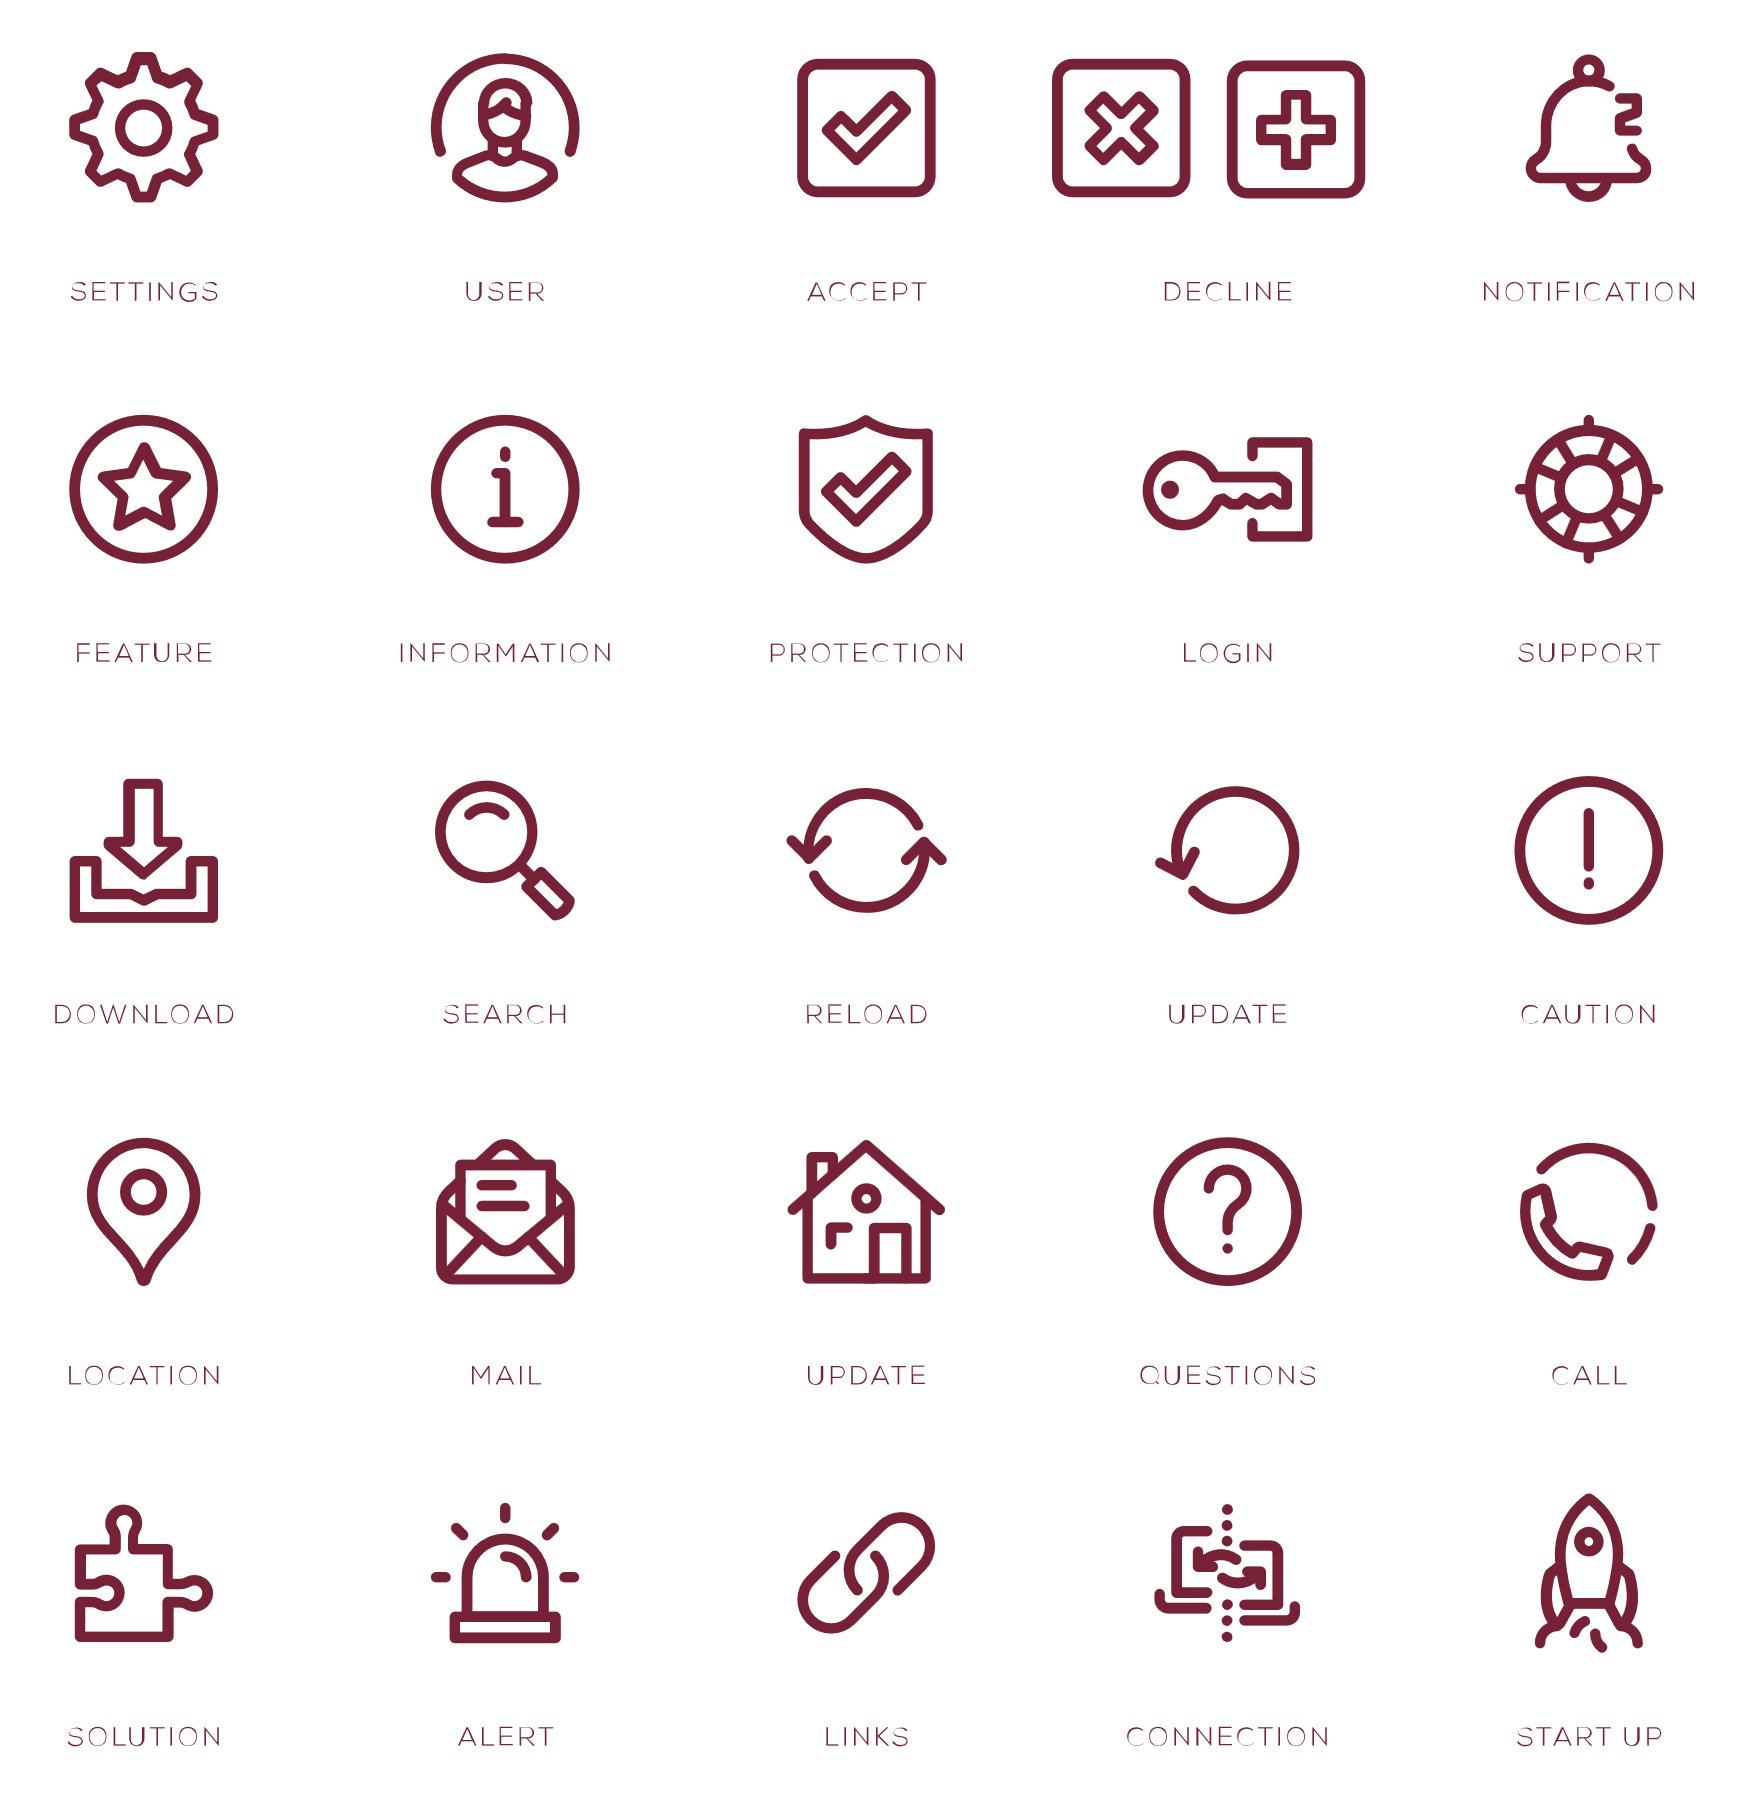 SETTINGS
USER
ACCEPT
DECLINE
NOTIFICATION
FEATURE
INFORMATION
PROTECTION
LOGIN
SUPPORT
DOWNLOAD
SEARCH
RELOAD
UPDATE
CAUTION
LOCATION
MAIL
UPDATE
QUESTIONS
CALL
SOLUTION
ALERT
LINKS
CONNECTION
START UP